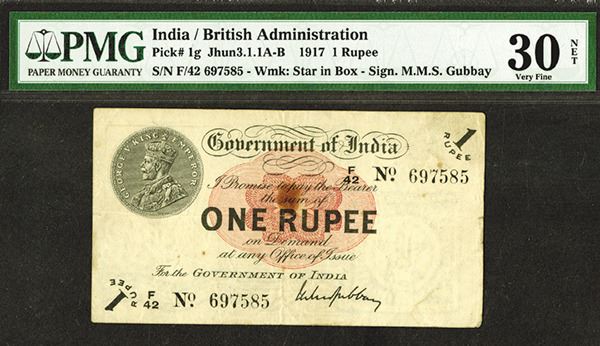 PMG
PAPER MONEY GUARANTY
India / British Administration
Pick# 1g Jhun3.1.1A-B 1917 1 Rupee
S/N F/42 697585 - Wmk: Star in Box - Sign. M.M.S. Gubbay
30 NET
Very Fine
GEORGE V KING EMPEROR
Government of India
1 RUPEE
F/42 No 697585
I Promise to pay the Bearer
the sum of
ONE RUPEE
on Demand
at any Office of Issue
For the GOVERNMENT OF INDIA
1 RUPEE
F/42 No 697585
MMS Gubbay